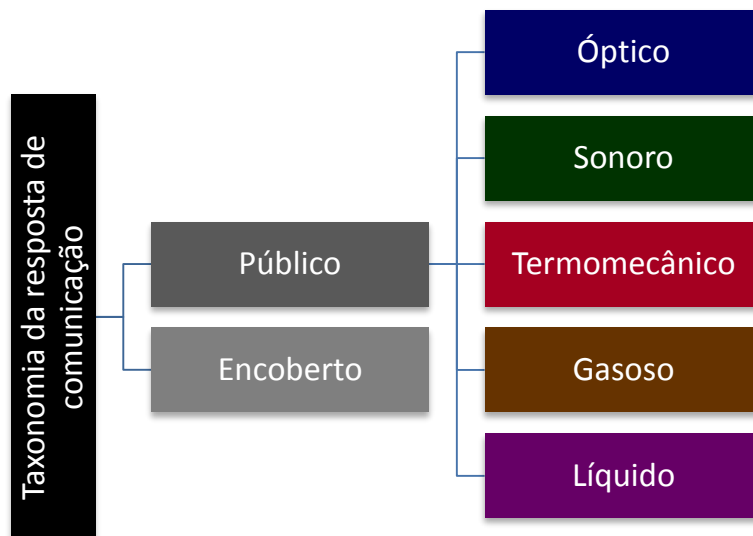 Taxonomia da resposta de
comunicação
Público
Encoberto
Óptico
Sonoro
Termomecânico
Gasoso
Líquido